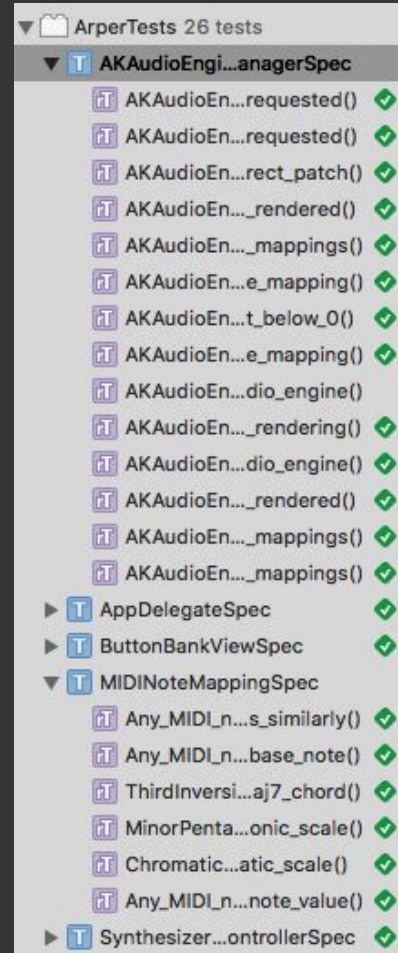 ArperTests 26 tests
T AKAudioEngi...anagerSpec
AKAudioEn...requested()
AKAudioEn...requested()
AKAudioEn...rect_patch()
AKAudioEn..._rendered()
AKAudioEn..._mappings()
AKAudioEn...e_mapping()
AKAudioEn...t_below_0()
AKAudioEn...e_mapping()
AKAudioEn...dio_engine()
AKAudioEn..._rendering()
AKAudioEn...dio_engine()
AKAudioEn..._rendered()
AKAudioEn..._mappings()
AKAudioEn..._mappings()
T AppDelegateSpec
T ButtonBankViewSpec
T MIDINoteMappingSpec
Any_MIDI_n...s_similarly()
Any_MIDI_n...base_note()
ThirdInversi...aj7_chord()
MinorPenta...onic_scale()
Chromatic...atic_scale()
Any_MIDI_n...note_value()
T Synthesizer...ontrollerSpec